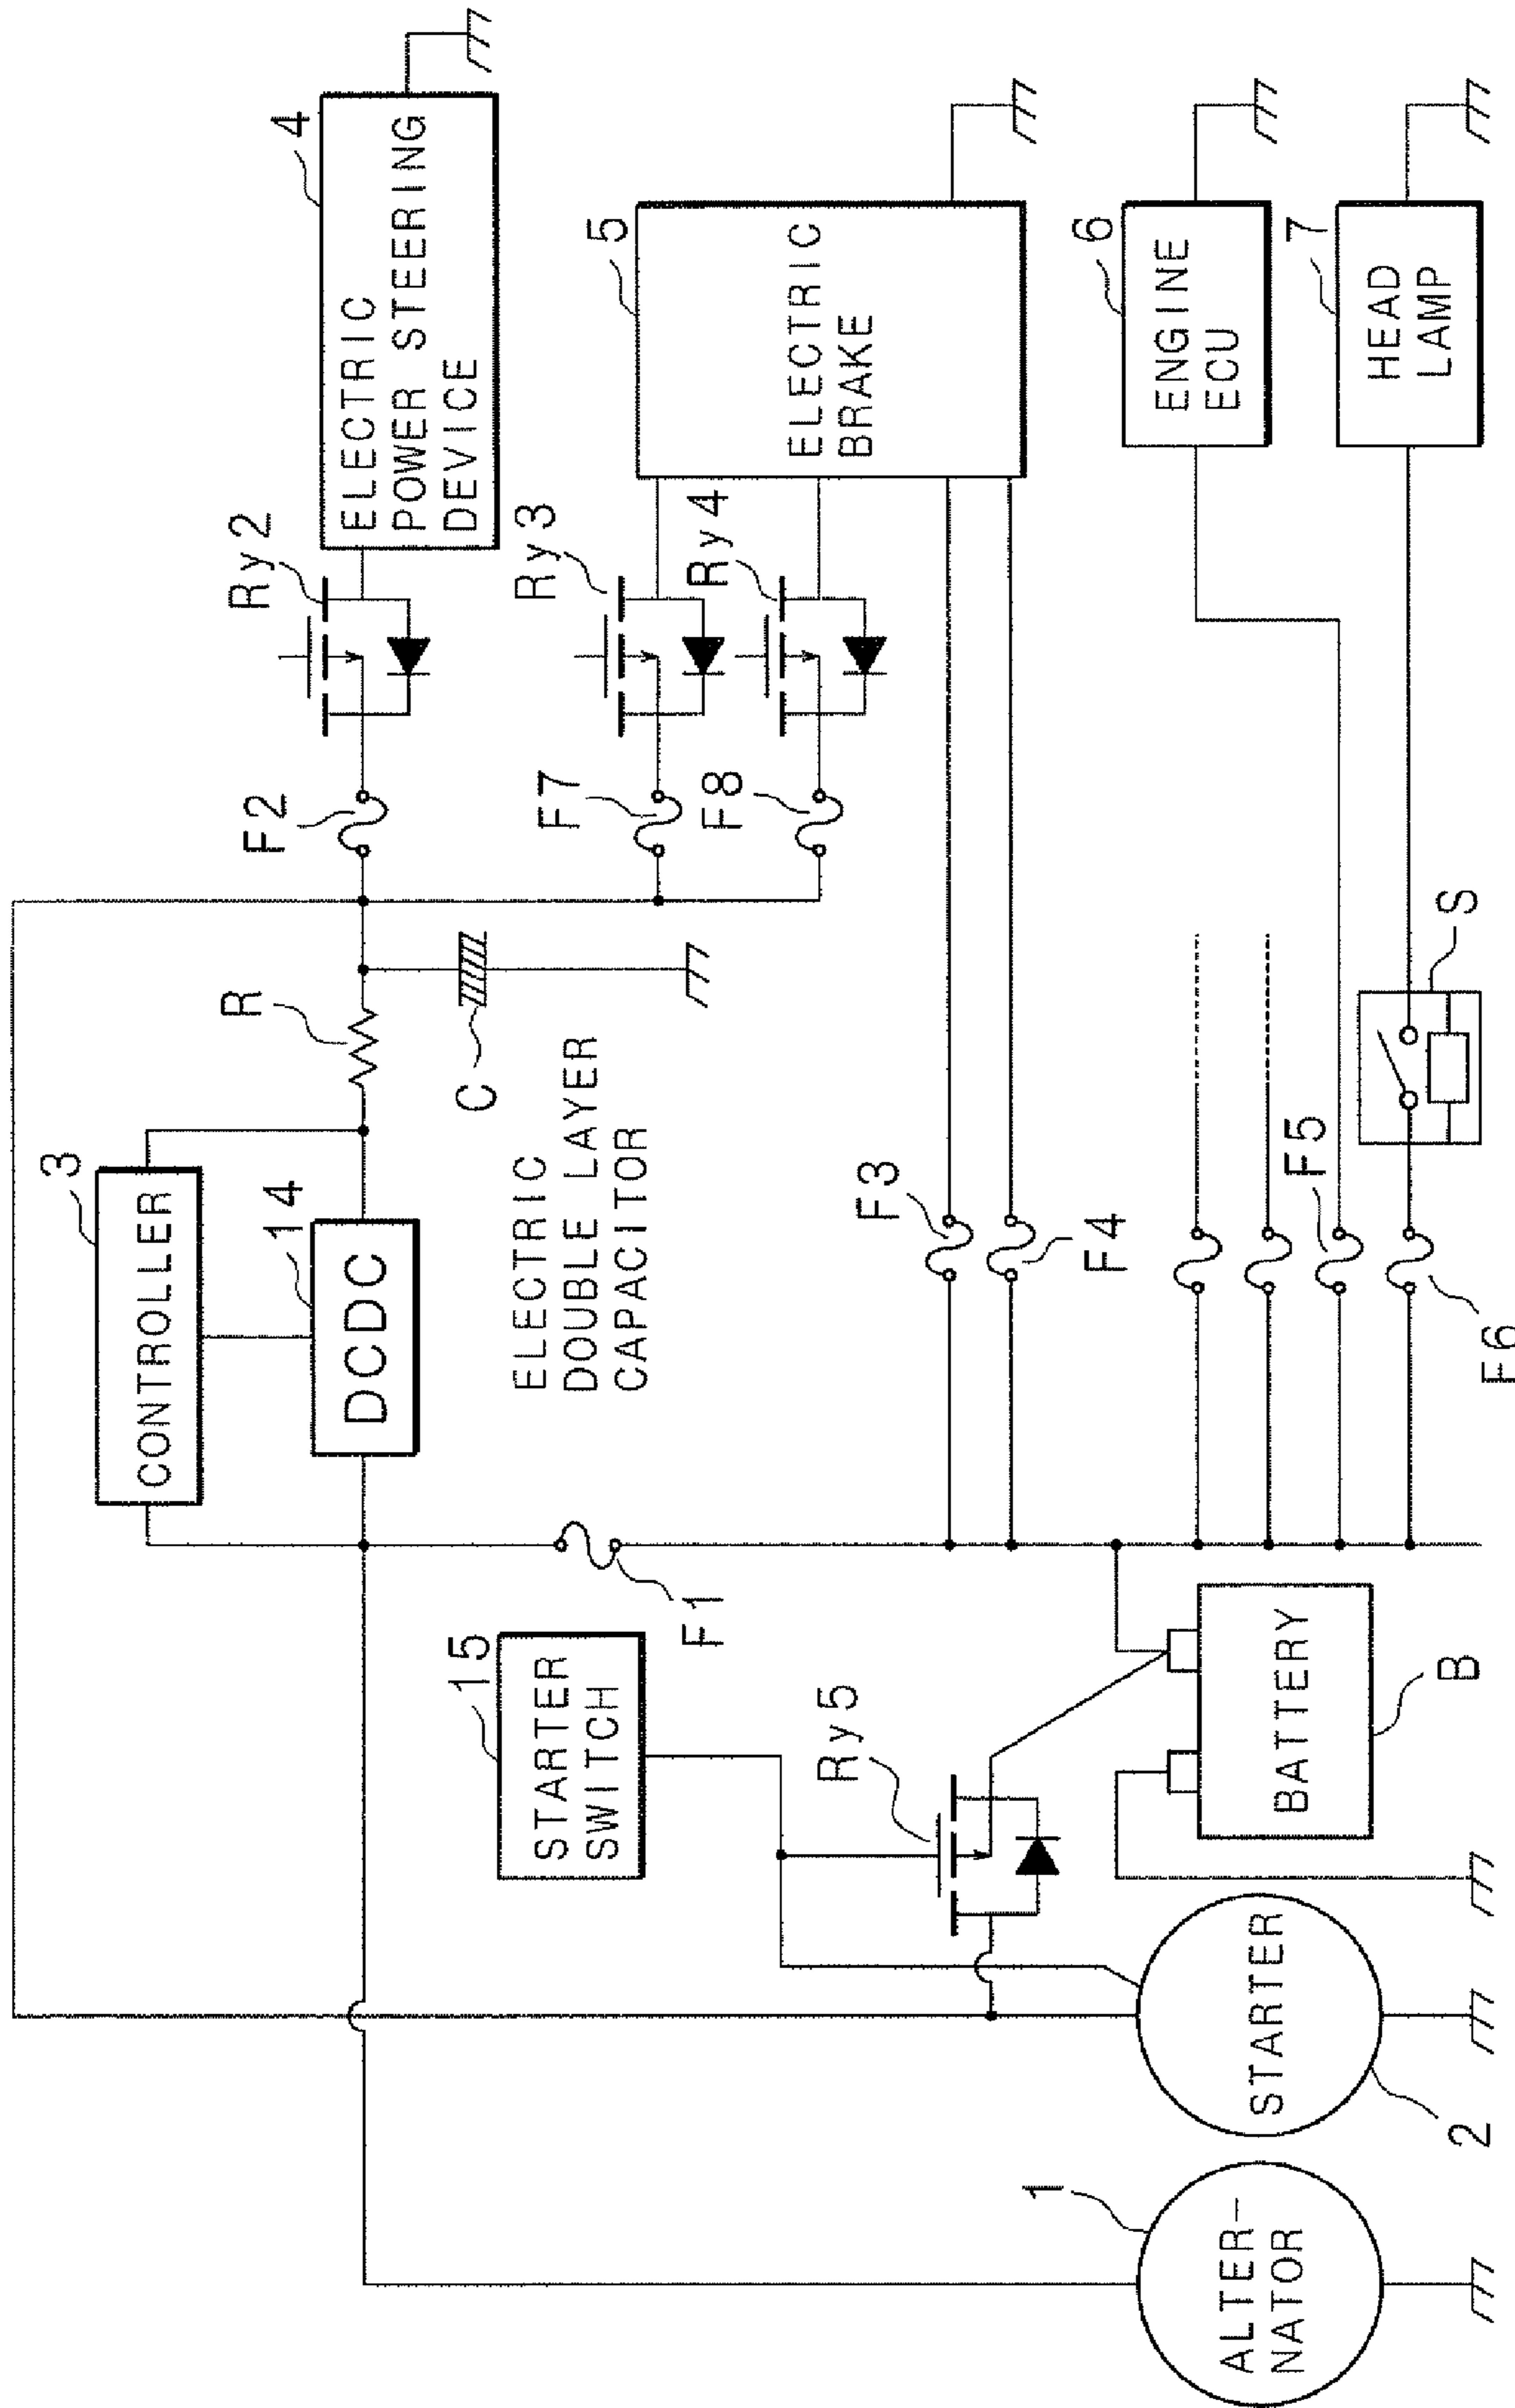 3
CONTROLLER
14
DCDC
R
C
ELECTRIC
DOUBLE LAYER
CAPACITOR
F2
Ry2
4
ELECTRIC
POWER STEERING
DEVICE
F7
Ry3
F8
Ry4
5
ELECTRIC
BRAKE
15
STARTER
SWITCH
F1
Ry5
F3
F4
6
ENGINE
ECU
7
HEAD
LAMP
F5
F6
S
1
ALTER-
NATOR
STARTER
2
BATTERY
B